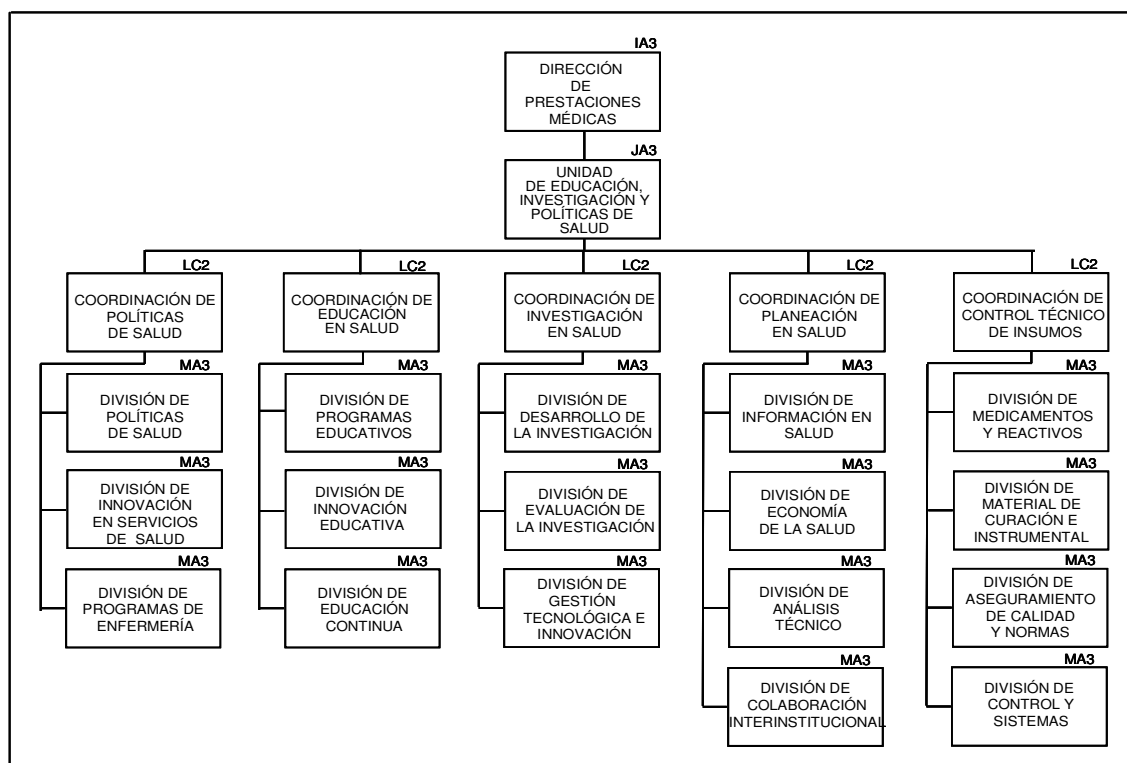 IA3
DIRECCIÓN
DE
PRESTACIONES
MÉDICAS
JA3
UNIDAD
DE EDUCACIÓN,
INVESTIGACIÓN Y
POLÍTICAS DE
SALUD
LC2
COORDINACIÓN DE
POLÍTICAS
DE SALUD
LC2
COORDINACIÓN DE
EDUCACIÓN
EN SALUD
LC2
COORDINACIÓN DE
INVESTIGACIÓN
EN SALUD
LC2
COORDINACIÓN DE
PLANEACIÓN
EN SALUD
LC2
COORDINACIÓN DE
CONTROL TÉCNICO
DE INSUMOS
MA3
DIVISIÓN DE
POLÍTICAS
DE SALUD
MA3
DIVISIÓN DE
PROGRAMAS
EDUCATIVOS
MA3
DIVISIÓN DE
DESARROLLO DE
LA INVESTIGACIÓN
MA3
DIVISIÓN DE
INFORMACIÓN EN
SALUD
MA3
DIVISIÓN DE
MEDICAMENTOS
Y REACTIVOS
MA3
DIVISIÓN DE
INNOVACIÓN
EN SERVICIOS
DE SALUD
MA3
DIVISIÓN DE
INNOVACIÓN
EDUCATIVA
MA3
DIVISIÓN DE
EVALUACIÓN DE
LA INVESTIGACIÓN
MA3
DIVISIÓN DE
ECONOMÍA
DE LA SALUD
MA3
DIVISIÓN DE
MATERIAL DE
CURACIÓN E
INSTRUMENTAL
MA3
DIVISIÓN DE
PROGRAMAS DE
ENFERMERÍA
MA3
DIVISIÓN DE
EDUCACIÓN
CONTINUA
MA3
DIVISIÓN DE
GESTIÓN
TECNOLÓGICA E
INNOVACIÓN
MA3
DIVISIÓN DE
ANÁLISIS
TÉCNICO
MA3
DIVISIÓN DE
ASEGURAMIENTO
DE CALIDAD
Y NORMAS
MA3
DIVISIÓN DE
COLABORACIÓN
INTERINSTITUCIONAL
MA3
DIVISIÓN DE
CONTROL Y
SISTEMAS